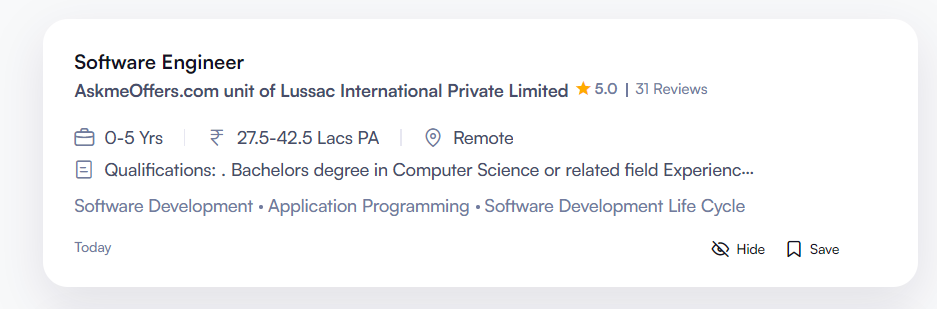 Software Engineer
AskmeOffers.com unit of Lussac International Private Limited ★ 5.0 | 31 Reviews
0-5 Yrs | ₹ 27.5-42.5 Lacs PA | Remote
Qualifications: . Bachelors degree in Computer Science or related field Experienc...
Software Development • Application Programming • Software Development Life Cycle
Today Hide Save